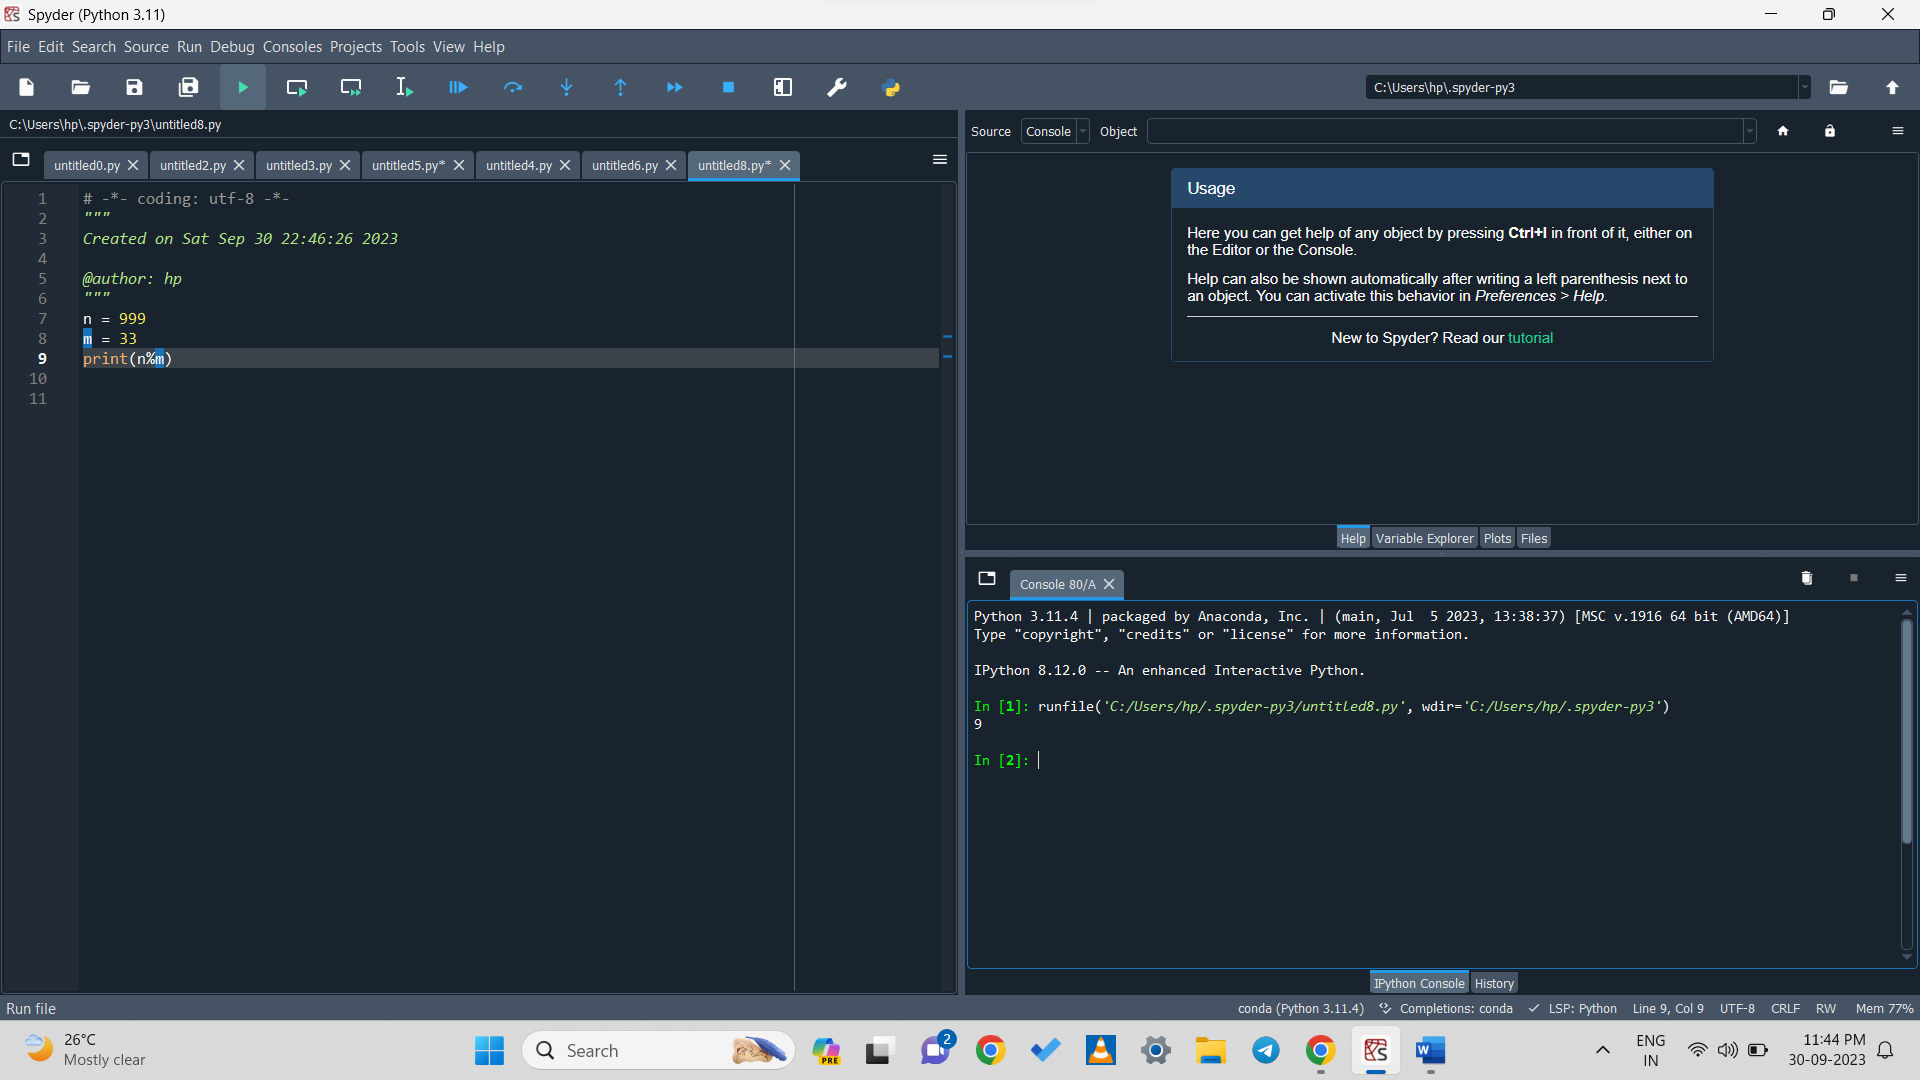 Spyder (Python 3.11)
File Edit Search Source Run Debug Consoles Projects Tools View Help
C:\Users\hp\.spyder-py3
C:\Users\hp\.spyder-py3\untitled8.py
untitled0.py untitled2.py untitled3.py untitled5.py* untitled4.py untitled6.py untitled8.py*
1 # -*- coding: utf-8 -*-
2 """
3 Created on Sat Sep 30 22:46:26 2023
4
5 @author: hp
6 """
7 n = 999
8 m = 33
9 print(n%m)
10
11
Source Console Object
Usage
Here you can get help of any object by pressing Ctrl+I in front of it, either on
the Editor or the Console.
Help can also be shown automatically after writing a left parenthesis next to
an object. You can activate this behavior in Preferences > Help.
New to Spyder? Read our tutorial
Help Variable Explorer Plots Files
Console 80/A
Python 3.11.4 | packaged by Anaconda, Inc. | (main, Jul  5 2023, 13:38:37) [MSC v.1916 64 bit (AMD64)]
Type "copyright", "credits" or "license" for more information.
IPython 8.12.0 -- An enhanced Interactive Python.
In [1]: runfile('C:/Users/hp/.spyder-py3/untitled8.py', wdir='C:/Users/hp/.spyder-py3')
9
In [2]:
IPython Console History
Run file
conda (Python 3.11.4) Completions: conda LSP: Python Line 9, Col 9 UTF-8 CRLF RW Mem 77%
26°C
Mostly clear
Search
PRE
2
W
ENG
IN
11:44 PM
30-09-2023